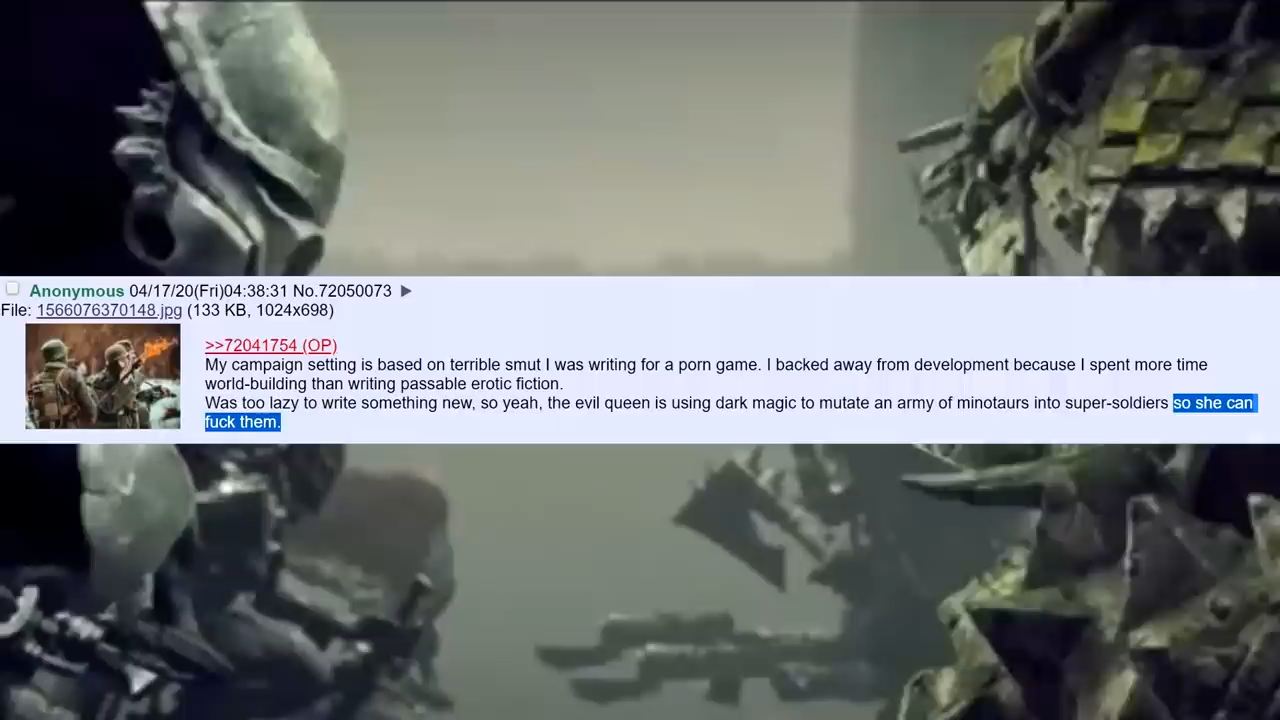 Anonymous 04/17/20(Fri)04:38:31 No.72050073 ▶
File: 1566076370148.jpg (133 KB, 1024x698)
>>72041754 (OP)
My campaign setting is based on terrible smut I was writing for a porn game. I backed away from development because I spent more time
world-building than writing passable erotic fiction.
Was too lazy to write something new, so yeah, the evil queen is using dark magic to mutate an army of minotaurs into super-soldiers so she can
fuck them.